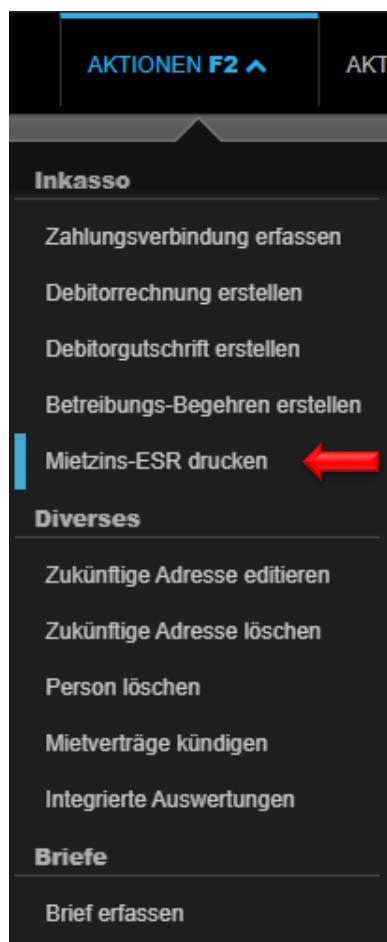 AKTIONEN F2 AKT
Inkasso
Zahlungsverbindung erfassen
Debitorrechnung erstellen
Debitorgutschrift erstellen
Betreibungs-Begehren erstellen
Mietzins-ESR drucken
Diverses
Zukünftige Adresse editieren
Zukünftige Adresse löschen
Person löschen
Mietverträge kündigen
Integrierte Auswertungen
Briefe
Brief erfassen